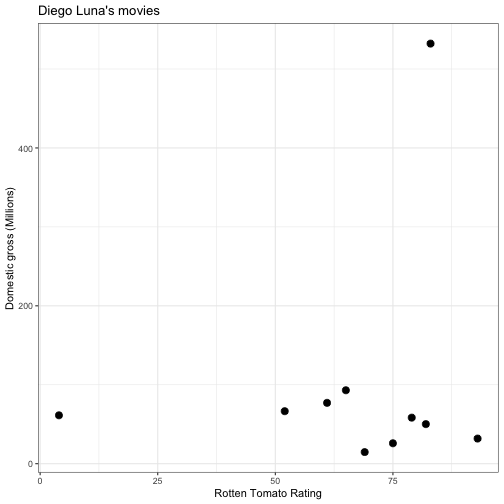 Diego Luna's movies
Domestic gross (Millions)
400
200
0
0
25
50
75
Rotten Tomato Rating